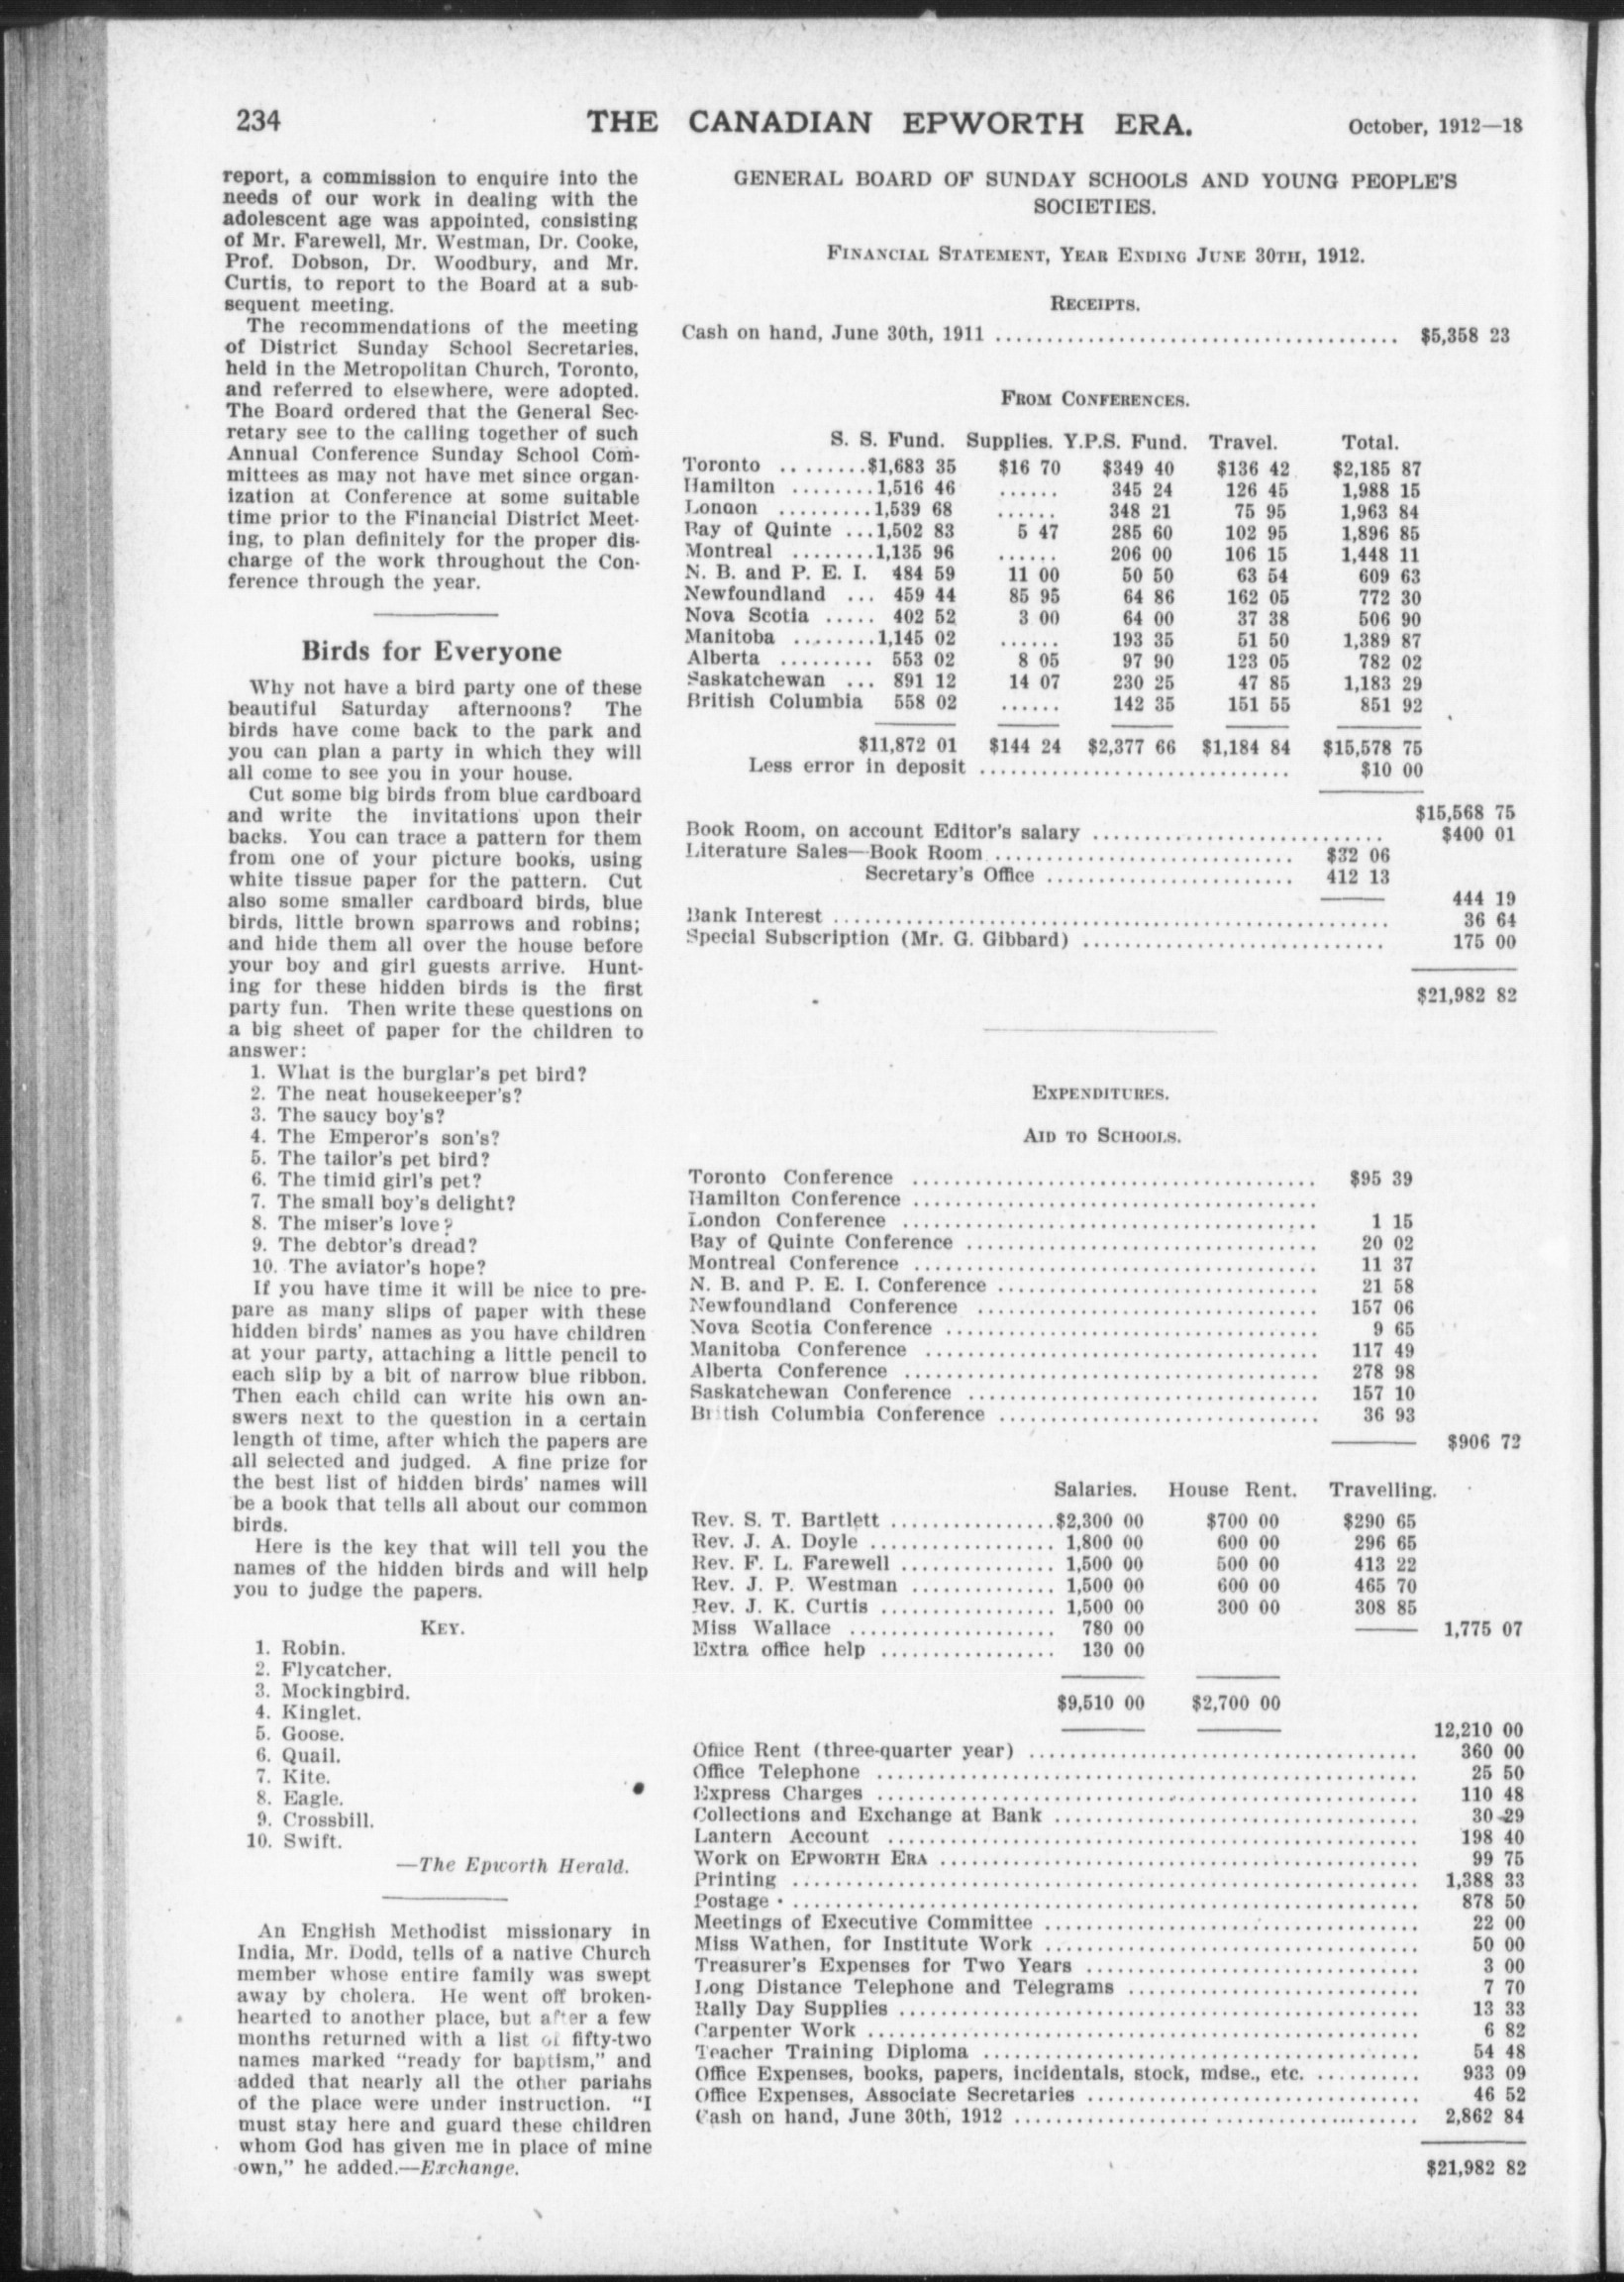 234
THE CANADIAN EPWORTH ERA.
October, 1912—18
report, a commission to enquire into the
needs of our work in dealing with the
adolescent age was appointed, consisting
of Mr. Farewell, Mr. Westman, Dr. Cooke,
Prof. Dobson, Dr. Woodbury, and Mr.
Curtis, to report to the Board at a sub-
sequent meeting.
The recommendations of the meeting
of District Sunday School Secretaries,
held in the Metropolitan Church, Toronto,
and referred to elsewhere, were adopted.
The Board ordered that the General Sec-
retary see to the calling together of such
Annual Conference Sunday School Com-
mittees as may not have met since organ-
ization at Conference at some suitable
time prior to the Financial District Meet-
ing, to plan definitely for the proper dis-
charge of the work throughout the Con-
ference through the year.
Birds for Everyone
Why not have a bird party one of these
beautiful Saturday afternoons? The
birds have come back to the park and
you can plan a party in which they will
all come to see you in your house.
Cut some big birds from blue cardboard
and write the invitations upon their
backs. You can trace a pattern for them
from one of your picture books, using
white tissue paper for the pattern. Cut
also some smaller cardboard birds, blue
birds, little brown sparrows and robins;
and hide them all over the house before
your boy and girl guests arrive. Hunt-
ing for these hidden birds is the first
party fun. Then write these questions on
a big sheet of paper for the children to
answer:
1. What is the burglar's pet bird?
2. The neat housekeeper's?
3. The saucy boy's?
4. The Emperor's son's?
5. The tailor's pet bird?
6. The timid girl's pet?
7. The small boy's delight?
8. The miser's love?
9. The debtor's dread?
10. The aviator's hope?
If you have time it will be nice to pre-
pare as many slips of paper with these
hidden birds' names as you have children
at your party, attaching a little pencil to
each slip by a bit of narrow blue ribbon.
Then each child can write his own an-
swers next to the question in a certain
length of time, after which the papers are
all selected and judged. A fine prize for
the best list of hidden birds' names will
be a book that tells all about our common
birds.
Here is the key that will tell you the
names of the hidden birds and will help
you to judge the papers.
KEY.
1. Robin.
2. Flycatcher.
3. Mockingbird.
4. Kinglet.
5. Goose.
6. Quail.
7. Kite.
8. Eagle.
9. Crossbill.
10. Swift.
—The Epworth Herald.
An English Methodist missionary in
India, Mr. Dodd, tells of a native Church
member whose entire family was swept
away by cholera. He went off broken-
hearted to another place, but after a few
months returned with a list of fifty-two
names marked "ready for baptism," and
added that nearly all the other pariahs
of the place were under instruction. "I
must stay here and guard these children
whom God has given me in place of mine
own," he added.—Exchange.
GENERAL BOARD OF SUNDAY SCHOOLS AND YOUNG PEOPLE'S
SOCIETIES.
FINANCIAL STATEMENT, YEAR ENDING JUNE 30TH, 1912.
RECEIPTS.
Cash on hand, June 30th, 1911 ........ $5,358 23
FROM CONFERENCES.
S. S. Fund. Supplies. Y.P.S. Fund. Travel. Total.
Toronto ........$1,683 35 $16 70 $349 40 $136 42 $2,185 87
Hamilton ........1,516 46 ...... 345 24 126 45 1,988 15
London .........1,539 68 ...... 348 21 75 95 1,963 84
Bay of Quinte ...1,502 83 5 47 285 60 102 95 1,896 85
Montreal ........1,135 96 ...... 206 00 106 15 1,448 11
N. B. and P. E. I. 484 59 11 00 50 50 63 54 609 63
Newfoundland ... 459 44 85 95 64 86 162 05 772 30
Nova Scotia ..... 402 52 3 00 64 00 37 38 506 90
Manitoba ........1,145 02 ...... 193 35 51 50 1,389 87
Alberta ......... 553 02 8 05 97 90 123 05 782 02
Saskatchewan ... 891 12 14 07 230 25 47 85 1,183 29
British Columbia 558 02 ...... 142 35 151 55 851 92
$11,872 01 $144 24 $2,377 66 $1,184 84 $15,578 75
Less error in deposit ........ $10 00
$15,568 75
Book Room, on account Editor's salary ........ $400 01
Literature Sales—Book Room ........ $32 06
Secretary's Office ........ 412 13
444 19
Bank Interest ........ 36 64
Special Subscription (Mr. G. Gibbard) ........ 175 00
$21,982 82
EXPENDITURES.
AID TO SCHOOLS.
Toronto Conference ........ $95 39
Hamilton Conference ........
London Conference ........ 1 15
Bay of Quinte Conference ........ 20 02
Montreal Conference ........ 11 37
N. B. and P. E. I. Conference ........ 21 58
Newfoundland Conference ........ 157 06
Nova Scotia Conference ........ 9 65
Manitoba Conference ........ 117 49
Alberta Conference ........ 278 98
Saskatchewan Conference ........ 157 10
British Columbia Conference ........ 36 93
$906 72
Salaries. House Rent. Travelling.
Rev. S. T. Bartlett ........$2,300 00 $700 00 $290 65
Rev. J. A. Doyle ........ 1,800 00 600 00 296 65
Rev. F. L. Farewell ........ 1,500 00 500 00 413 22
Rev. J. P. Westman ........ 1,500 00 600 00 465 70
Rev. J. K. Curtis ........ 1,500 00 300 00 308 85
Miss Wallace ........ 780 00 1,775 07
Extra office help ........ 130 00
$9,510 00 $2,700 00
12,210 00
Office Rent (three-quarter year) ........ 360 00
Office Telephone ........ 25 50
Express Charges ........ 110 48
Collections and Exchange at Bank ........ 30 29
Lantern Account ........ 198 40
Work on EPWORTH ERA ........ 99 75
Printing ........ 1,388 33
Postage ........ 878 50
Meetings of Executive Committee ........ 22 00
Miss Wathen, for Institute Work ........ 50 00
Treasurer's Expenses for Two Years ........ 3 00
Long Distance Telephone and Telegrams ........ 7 70
Rally Day Supplies ........ 13 33
Carpenter Work ........ 6 82
Teacher Training Diploma ........ 54 48
Office Expenses, books, papers, incidentals, stock, mdse., etc. .......... 933 09
Office Expenses, Associate Secretaries ........ 46 52
Cash on hand, June 30th, 1912 ........ 2,862 84
$21,982 82